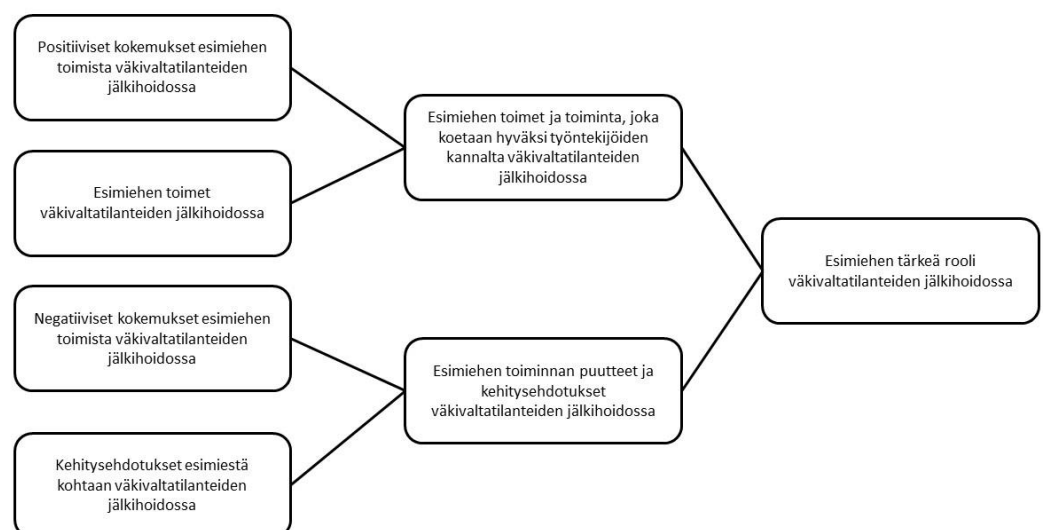 Positiiviset kokemukset esimiehen
toimista väkivaltatilanteiden
jälkihoidossa
Esimiehen toimet
väkivaltatilanteiden jälkihoidossa
Negatiiviset kokemukset esimiehen
toimista väkivaltatilanteiden
jälkihoidossa
Kehitysehdotukset esimiestä
kohtaan väkivaltatilanteiden
jälkihoidossa
Esimiehen toimet ja toiminta, joka
koetaan hyväksi työntekijöiden
kannalta väkivaltatilanteiden
jälkihoidossa
Esimiehen toiminnan puutteet ja
kehitysehdotukset
väkivaltatilanteiden jälkihoidossa
Esimiehen tärkeä rooli
väkivaltatilanteiden jälkihoidossa